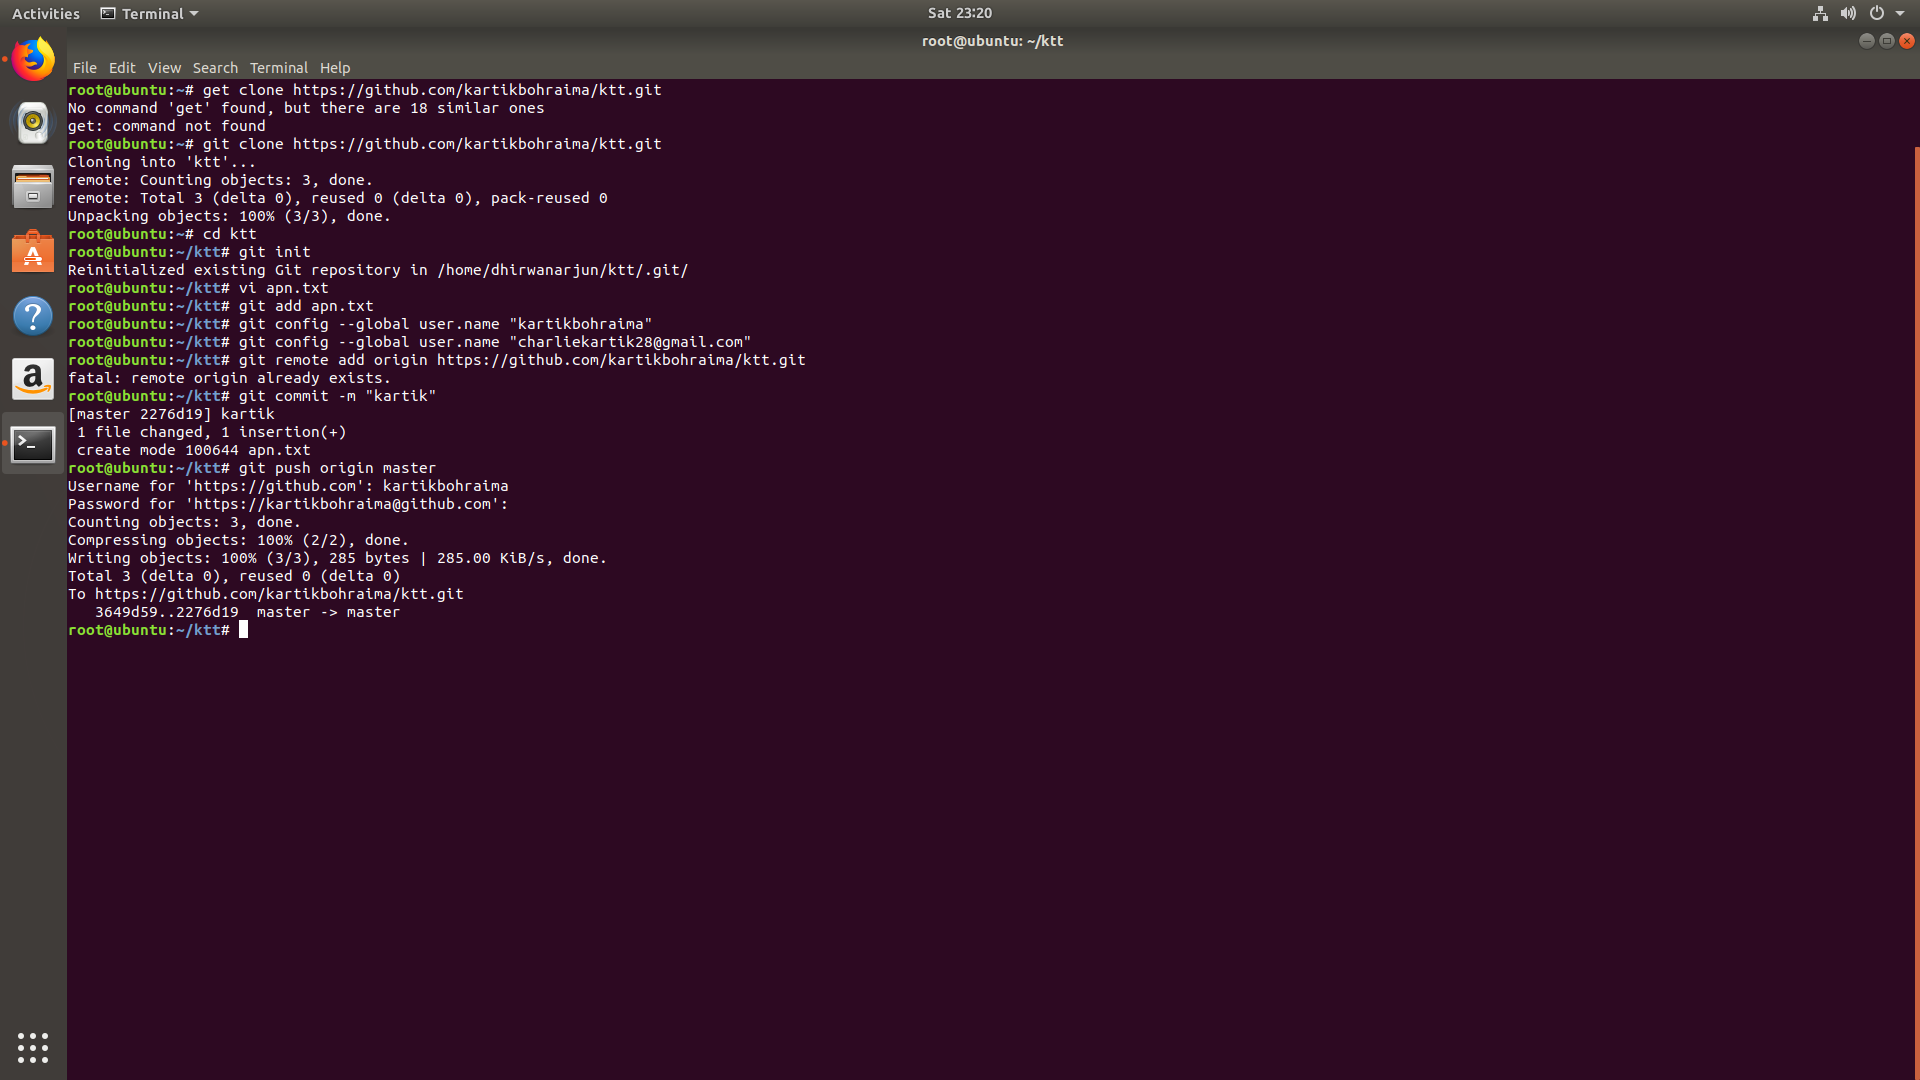 Activities Terminal Sat 23:20
root@ubuntu: ~/ktt
File Edit View Search Terminal Help
root@ubuntu:~# get clone https://github.com/kartikbohraima/ktt.git
No command 'get' found, but there are 18 similar ones
get: command not found
root@ubuntu:~# git clone https://github.com/kartikbohraima/ktt.git
Cloning into 'ktt'...
remote: Counting objects: 3, done.
remote: Total 3 (delta 0), reused 0 (delta 0), pack-reused 0
Unpacking objects: 100% (3/3), done.
root@ubuntu:~# cd ktt
root@ubuntu:~/ktt# git init
Reinitialized existing Git repository in /home/dhirwanarjun/ktt/.git/
root@ubuntu:~/ktt# vi apn.txt
root@ubuntu:~/ktt# git add apn.txt
root@ubuntu:~/ktt# git config --global user.name "kartikbohraima"
root@ubuntu:~/ktt# git config --global user.name "charliekartik28@gmail.com"
root@ubuntu:~/ktt# git remote add origin https://github.com/kartikbohraima/ktt.git
fatal: remote origin already exists.
root@ubuntu:~/ktt# git commit -m "kartik"
[master 2276d19] kartik
 1 file changed, 1 insertion(+)
 create mode 100644 apn.txt
root@ubuntu:~/ktt# git push origin master
Username for 'https://github.com': kartikbohraima
Password for 'https://kartikbohraima@github.com':
Counting objects: 3, done.
Compressing objects: 100% (2/2), done.
Writing objects: 100% (3/3), 285 bytes | 285.00 KiB/s, done.
Total 3 (delta 0), reused 0 (delta 0)
To https://github.com/kartikbohraima/ktt.git
   3649d59..2276d19  master -> master
root@ubuntu:~/ktt#